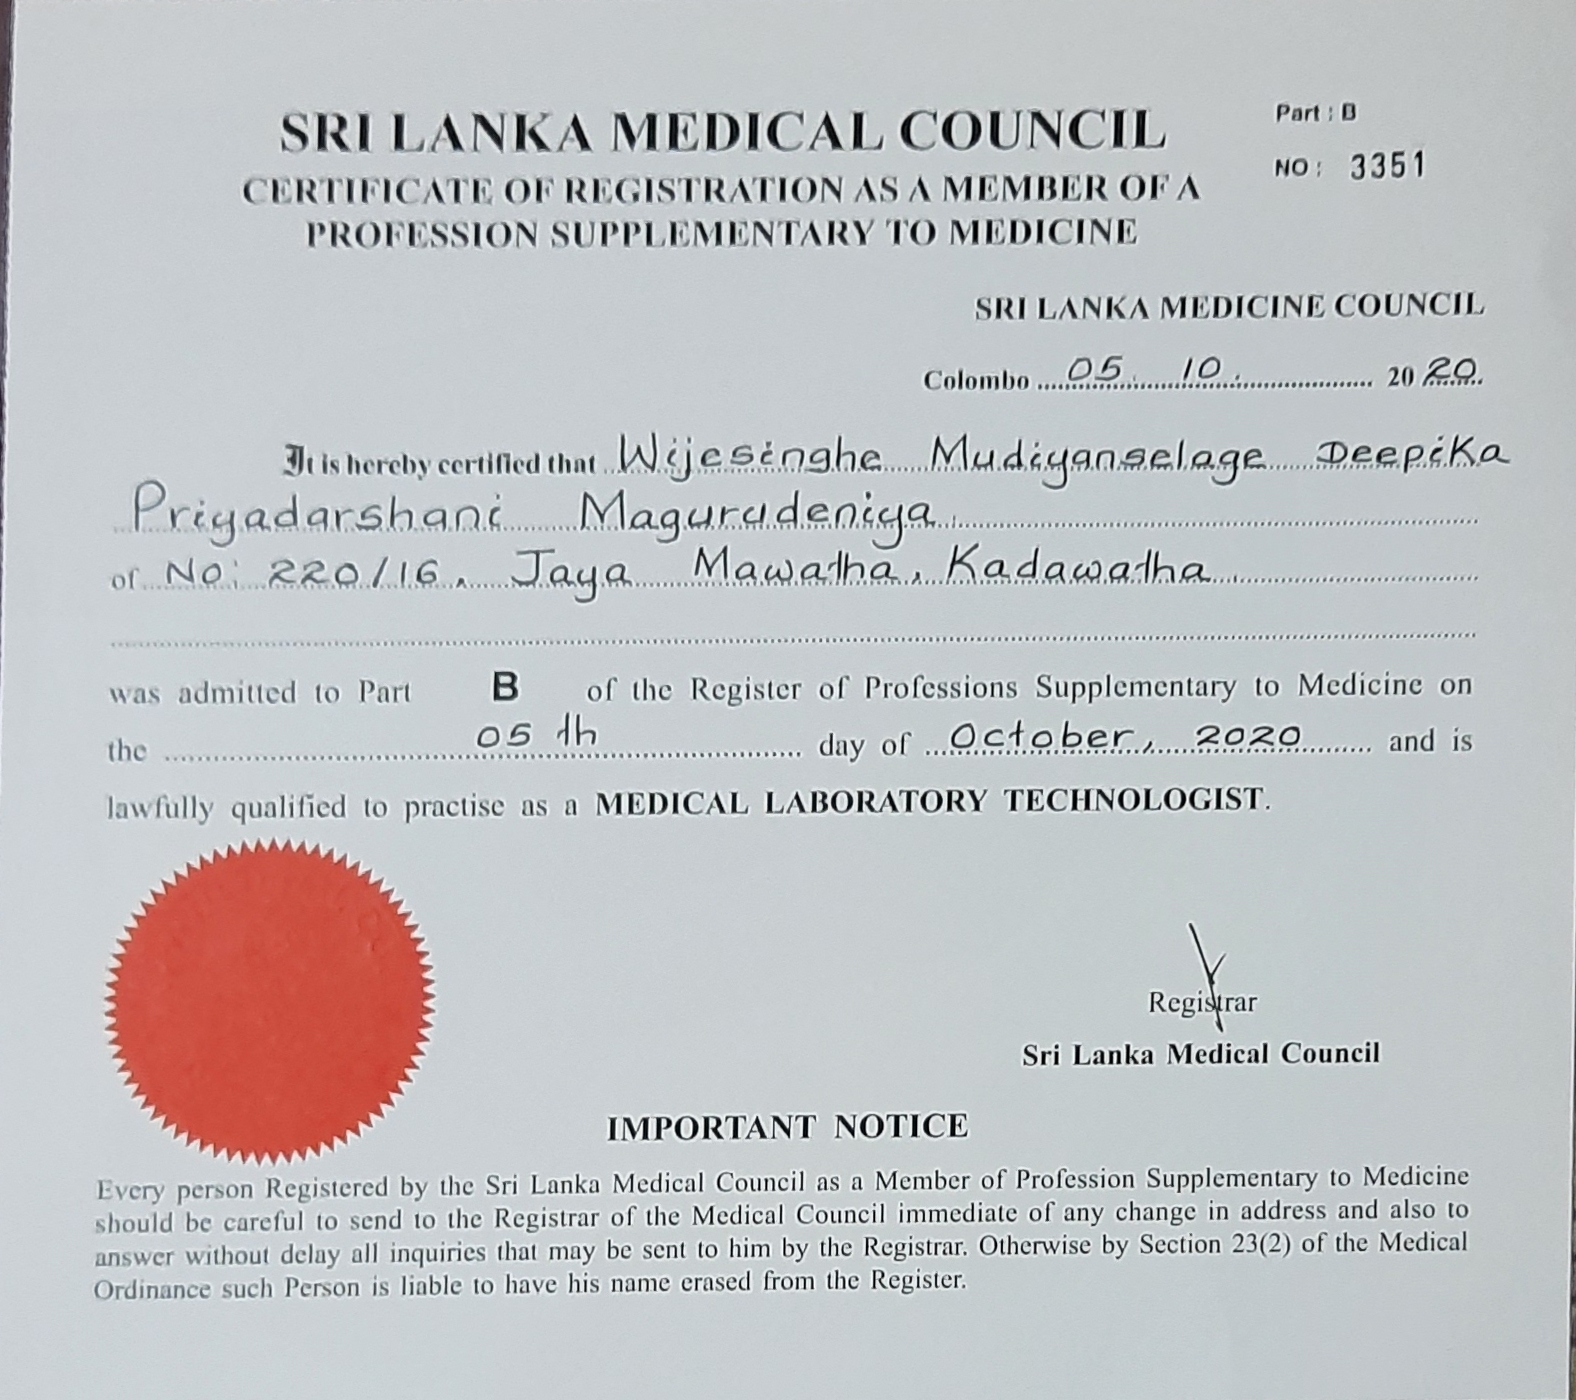 SRI LANKA MEDICAL COUNCIL
Part : B
NO : 3351
CERTIFICATE OF REGISTRATION AS A MEMBER OF A
PROFESSION SUPPLEMENTARY TO MEDICINE
SRI LANKA MEDICINE COUNCIL
Colombo 05. 10. 2020
It is hereby certified that Wijesinghe Mudiyanselage Deepika
Priyadarshani Magurudeniya
of No: 220/16, Jaya Mawatha, Kadawatha
was admitted to Part B of the Register of Professions Supplementary to Medicine on
the 05 th day of October, 2020 and is
lawfully qualified to practise as a MEDICAL LABORATORY TECHNOLOGIST.
Registrar
Sri Lanka Medical Council
IMPORTANT NOTICE
Every person Registered by the Sri Lanka Medical Council as a Member of Profession Supplementary to Medicine
should be careful to send to the Registrar of the Medical Council immediate of any change in address and also to
answer without delay all inquiries that may be sent to him by the Registrar. Otherwise by Section 23(2) of the Medical
Ordinance such Person is liable to have his name erased from the Register.